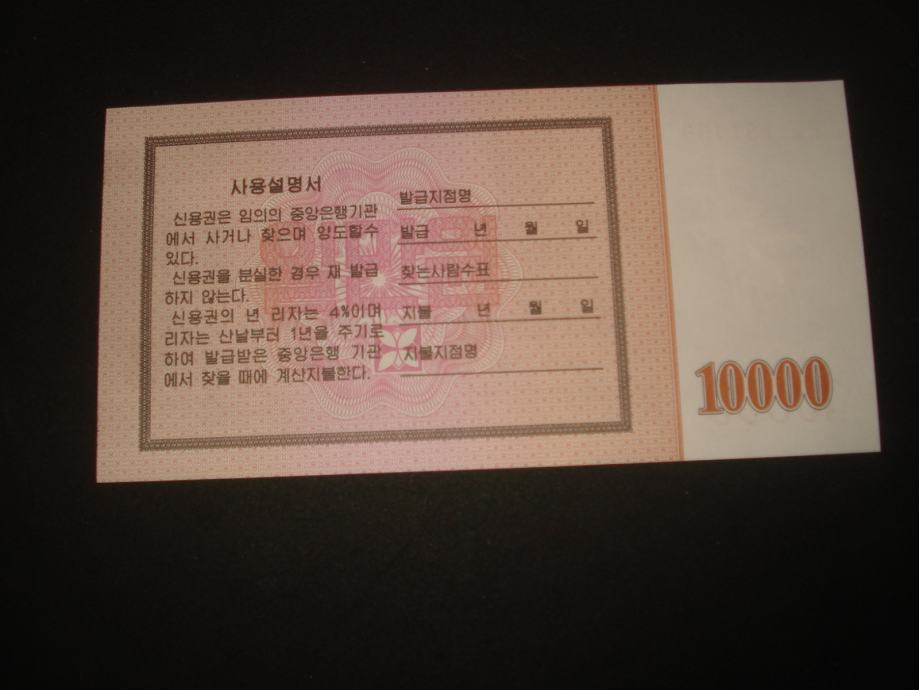 사용설명서
신용권은 임의의 중앙은행기관
에서 사거나 찾으며 양도할수
있다.
신용권을 분실한 경우 재 발급
하지 않는다.
신용권의 년 리자는 4%이며
리자는 산날부터 1년을 주기로
하여 발급받은 중앙은행 기관
에서 찾을 때에 계산지불한다.
발급지점명
발급 년 월 일
찾는사람수표
지불 년 월 일
지불지점명
10000